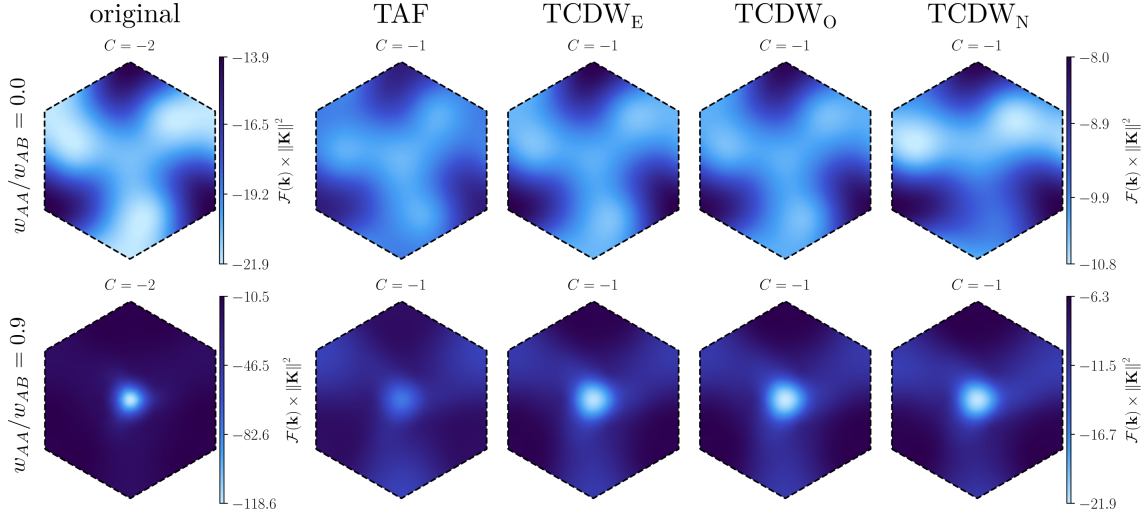 original TAF TCDW_E TCDW_O TCDW_N
C = −2 C = −1 C = −1 C = −1 C = −1
w_AA/w_AB = 0.0
−13.9
−16.5
−19.2
−21.9
F(k) × ‖K‖²
−8.0
−8.9
−9.9
−10.8
F(k) × ‖K‖²
C = −2 C = −1 C = −1 C = −1 C = −1
w_AA/w_AB = 0.9
−10.5
−46.5
−82.6
−118.6
F(k) × ‖K‖²
−6.3
−11.5
−16.7
−21.9
F(k) × ‖K‖²